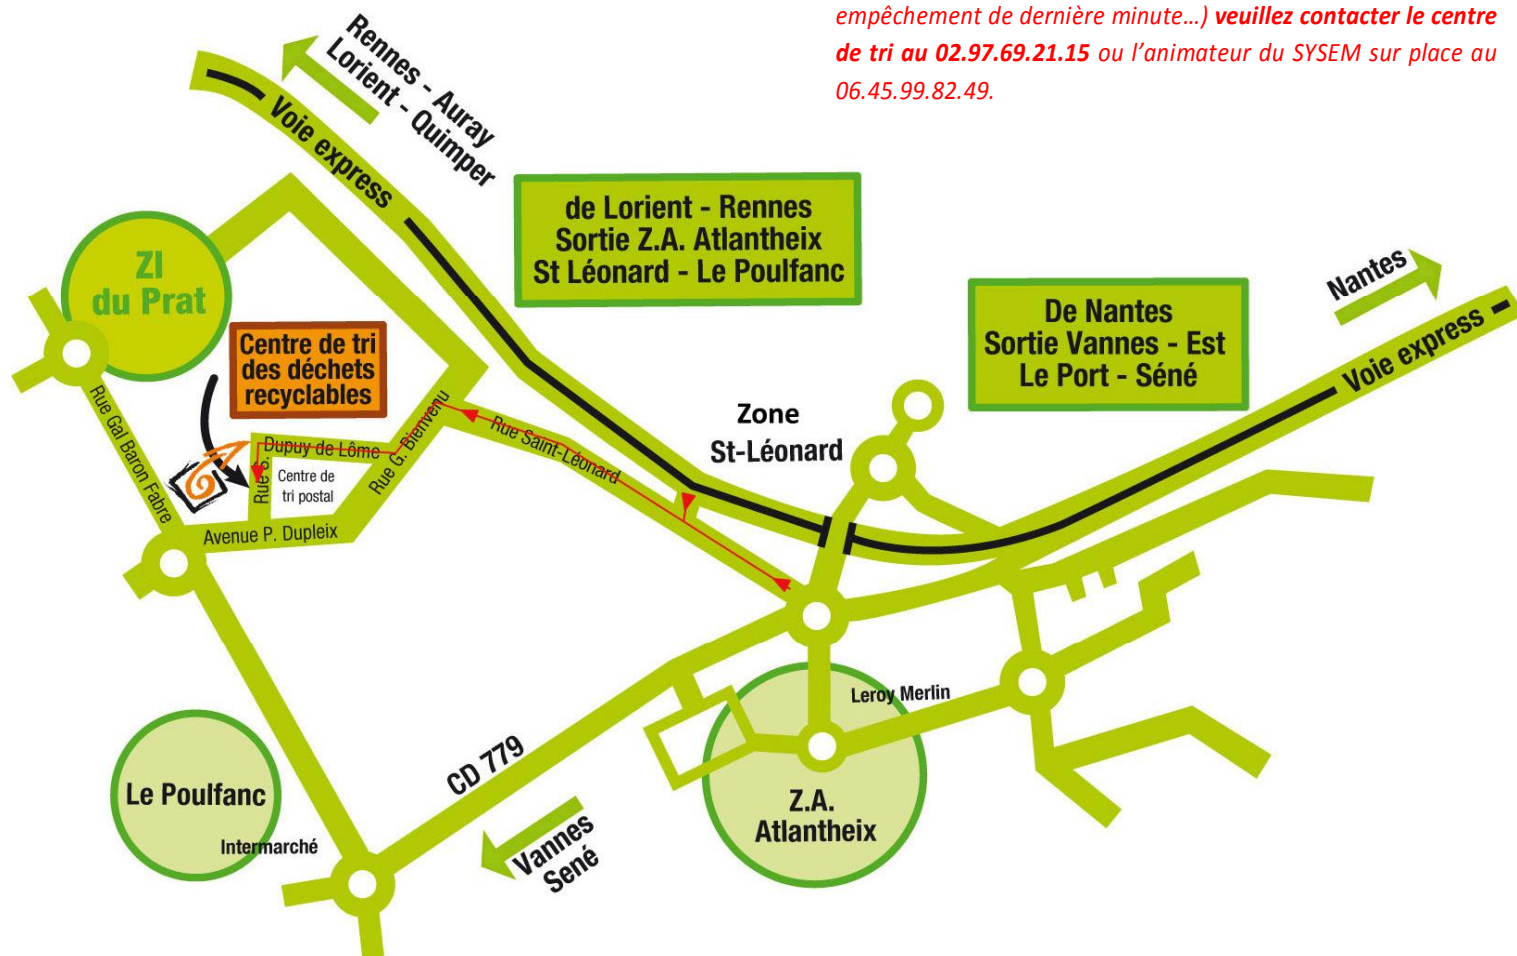 empêchement de dernière minute...) veuillez contacter le centre
de tri au 02.97.69.21.15 ou l'animateur du SYSEM sur place au
06.45.99.82.49.
Rennes - Auray
Lorient - Quimper
Voie express
de Lorient - Rennes
Sortie Z.A. Atlantheix
St Léonard - Le Poulfanc
ZI
du Prat
Nantes
De Nantes
Sortie Vannes - Est
Le Port - Séné
Voie express
Centre de tri
des déchets
recyclables
Zone
St-Léonard
Rue Gal Baron Fabre
Rue S. Dupuy de Lôme
Rue G. Bienvenu
Rue Saint-Léonard
Centre de
tri postal
Avenue P. Dupleix
Leroy Merlin
CD 779
Le Poulfanc
Z.A.
Atlantheix
Intermarché
Vannes
Sené